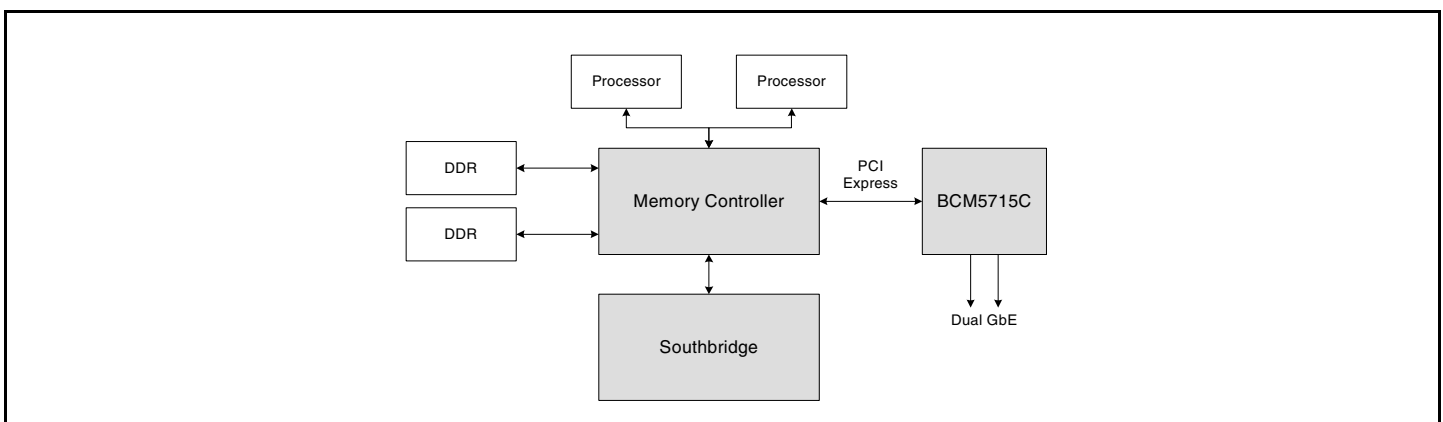 Processor
Processor
DDR
DDR
Memory Controller
PCI
Express
BCM5715C
Southbridge
Dual GbE